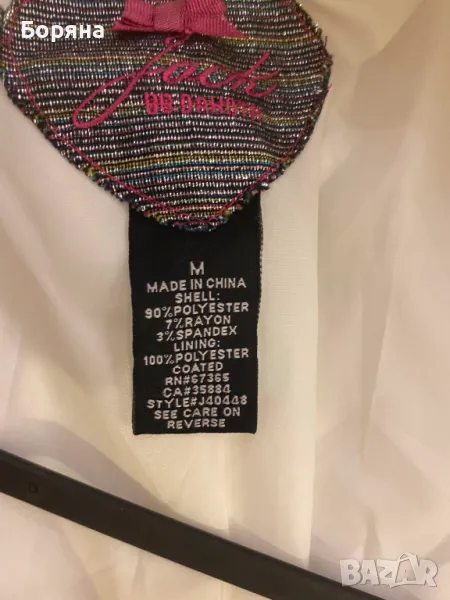 Боряна
Jack
BB DAKOTA
M
MADE IN CHINA
SHELL:
90%POLYESTER
7%RAYON
3%SPANDEX
LINING:
100%POLYESTER
COATED
RN#67365
CA#35884
STYLE#J40448
SEE CARE ON
REVERSE
BAZAR